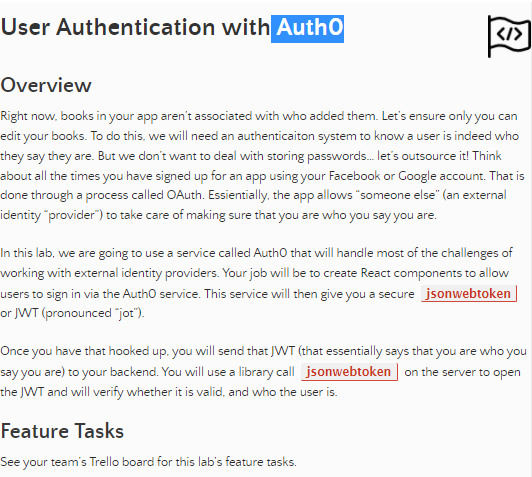 User Authentication with Auth0
</>
Overview
Right now, books in your app aren't associated with who added them. Let's ensure only you can
edit your books. To do this, we will need an authenticaiton system to know a user is indeed who
they say they are. But we don't want to deal with storing passwords... let's outsource it! Think
about all the times you have signed up for an app using your Facebook or Google account. That is
done through a process called OAuth. Essientially, the app allows “someone else” (an external
identity “provider”) to take care of making sure that you are who you say you are.
In this lab, we are going to use a service called Auth0 that will handle most of the challenges of
working with external identity providers. Your job will be to create React components to allow
users to sign in via the Auth0 service. This service will then give you a secure jsonwebtoken
or JWT (pronounced “jot”).
Once you have that hooked up, you will send that JWT (that essentially says that you are who you
say you are) to your backend. You will use a library call jsonwebtoken on the server to open
the JWT and will verify whether it is valid, and who the user is.
Feature Tasks
See your team's Trello board for this lab's feature tasks.